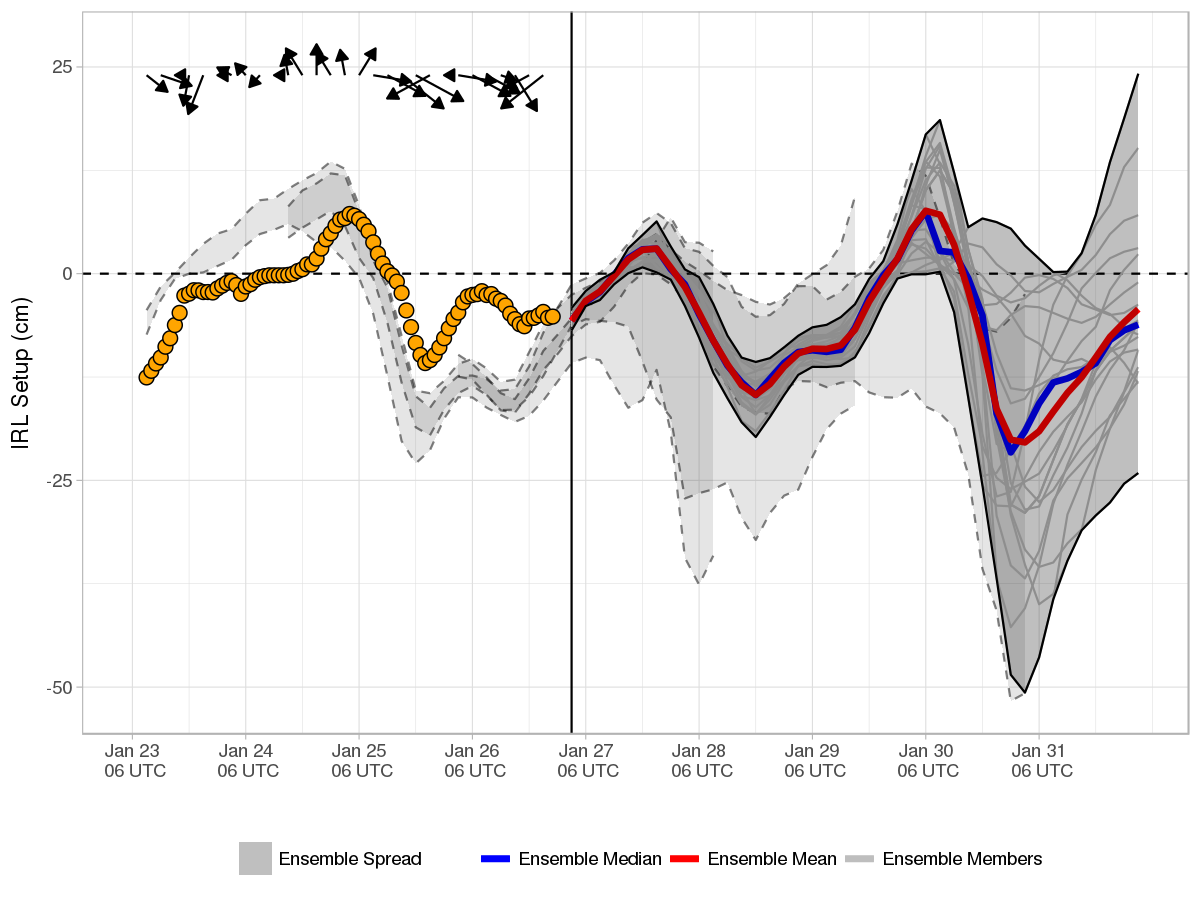 IRL Setup (cm)
25
0
-25
-50
Jan 23 Jan 24 Jan 25 Jan 26 Jan 27 Jan 28 Jan 29 Jan 30 Jan 31
06 UTC 06 UTC 06 UTC 06 UTC 06 UTC 06 UTC 06 UTC 06 UTC 06 UTC
Ensemble Spread Ensemble Median Ensemble Mean Ensemble Members